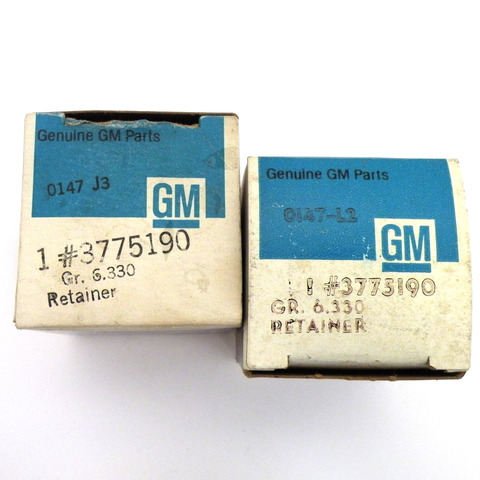 Genuine GM Parts
0147 J3
GM
1 #3775190
Gr. 6.330
Retainer
Genuine GM Parts
0147-L2
GM
1 #3775190
GR. 6.330
RETAINER